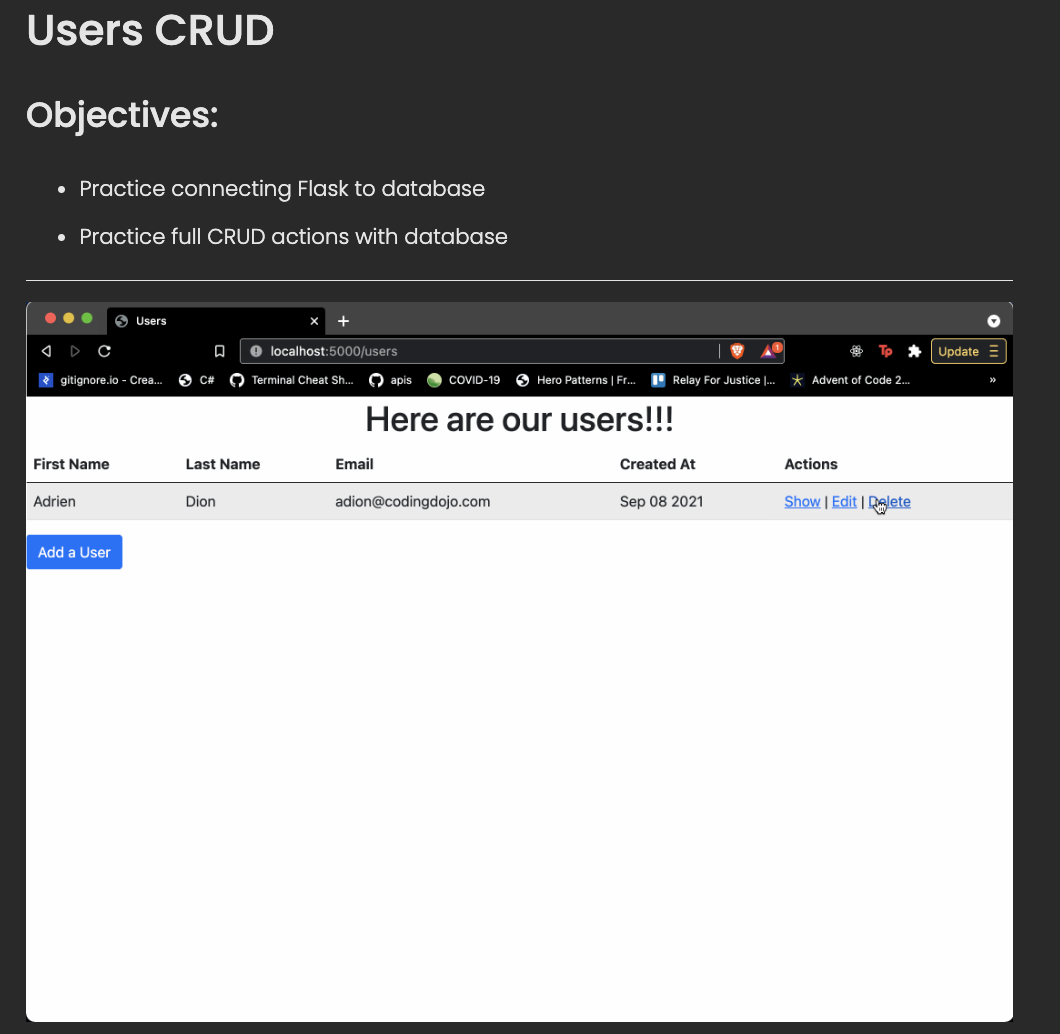 Users CRUD
Objectives:
Practice connecting Flask to database
Practice full CRUD actions with database
Users
localhost:5000/users
1
Tp
Update
gitignore.io - Crea... C# Terminal Cheat Sh... apis COVID-19 Hero Patterns | Fr... Relay For Justice |... Advent of Code 2... »
Here are our users!!!
First Name Last Name Email Created At Actions
Adrien Dion adion@codingdojo.com Sep 08 2021 Show | Edit | Delete
Add a User